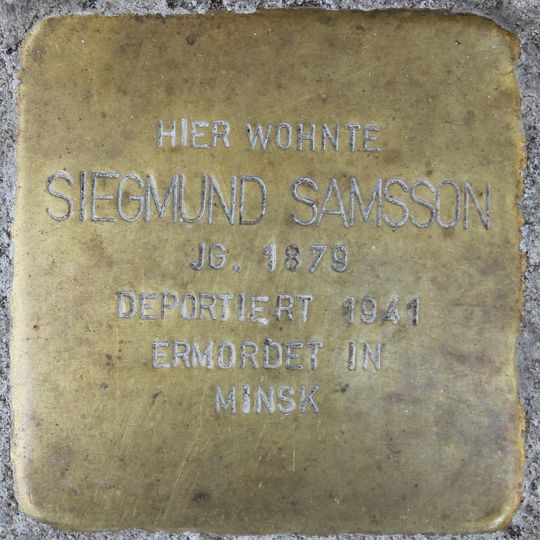 HIER WOHNTE
SIEGMUND SAMSSON
JG. 1879
DEPORTIERT 1941
ERMORDET IN
MINSK